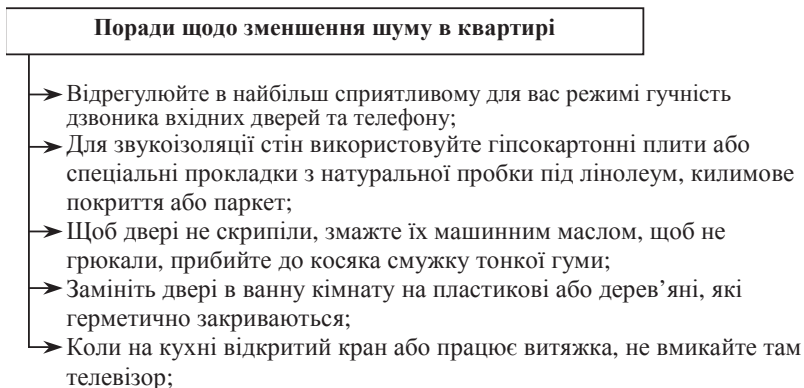 Поради щодо зменшення шуму в квартирі
Відрегулюйте в найбільш сприятливому для вас режимі гучність
дзвоника вхідних дверей та телефону;
Для звукоізоляції стін використовуйте гіпсокартонні плити або
спеціальні прокладки з натуральної пробки під лінолеум, килимове
покриття або паркет;
Щоб двері не скрипіли, змажте їх машинним маслом, щоб не
грюкали, прибийте до косяка смужку тонкої гуми;
Замініть двері в ванну кімнату на пластикові або дерев’яні, які
герметично закриваються;
Коли на кухні відкритий кран або працює витяжка, не вмикайте там
телевізор;